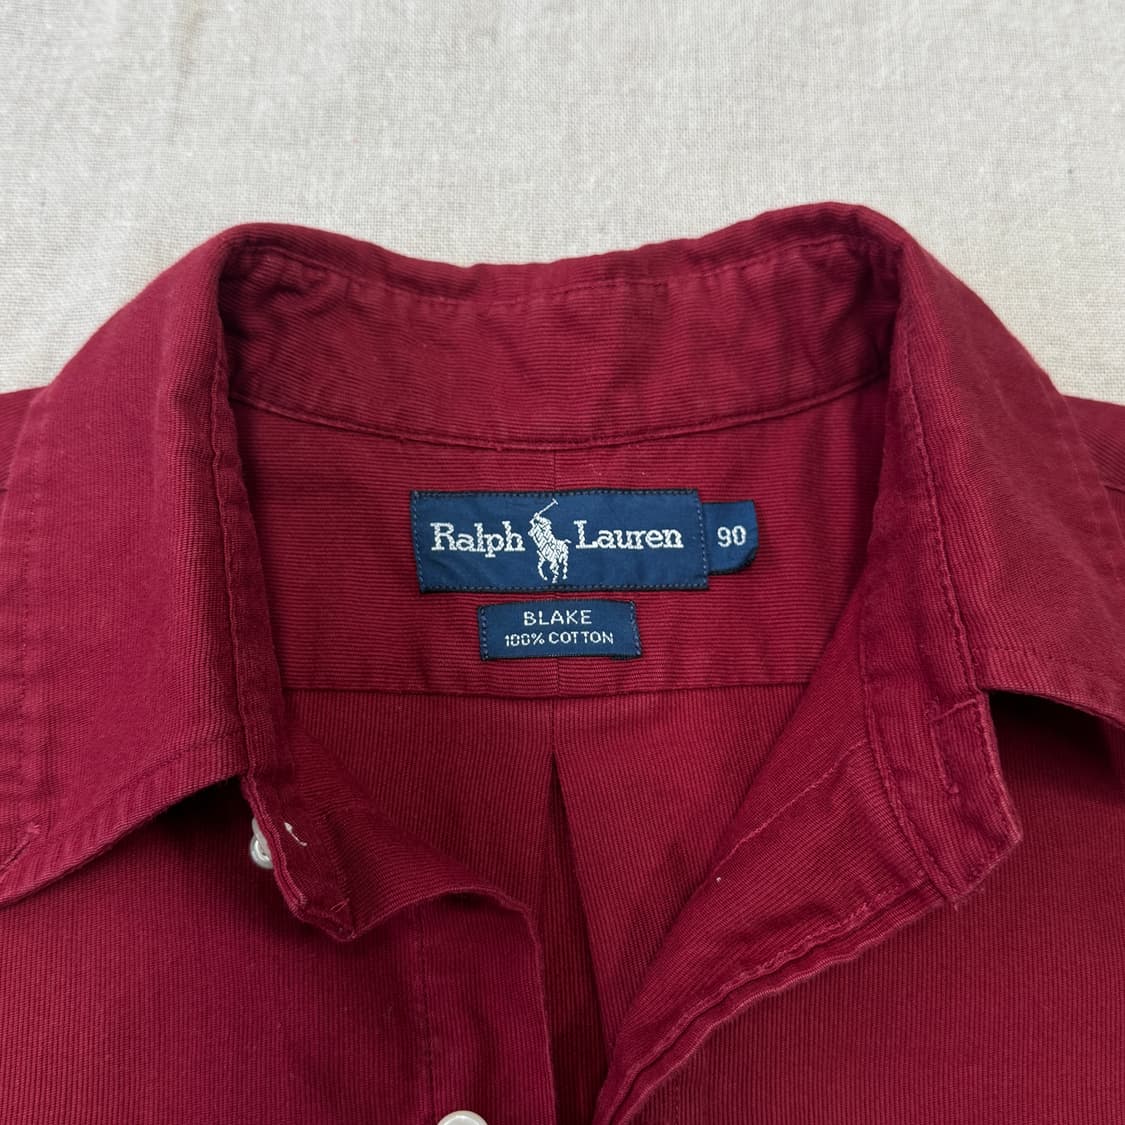 Ralph Lauren 90
BLAKE
100% COTTON